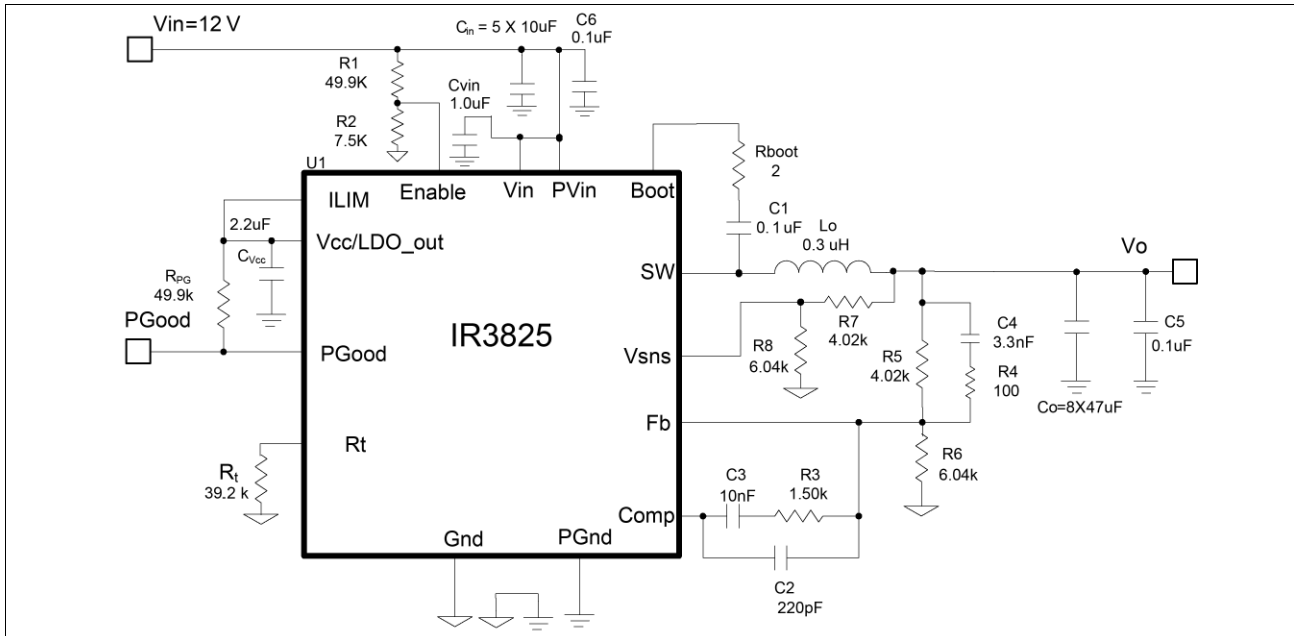 Vin=12 V
Cin = 5 X 10uF
C6
0.1uF
R1
49.9K
Cvin
1.0uF
R2
7.5K
U1
Rboot
2
ILIM
Enable
Vin
PVin
Boot
2.2uF
Vcc/LDO_out
CVcc
C1
0.1 uF
Lo
0.3 uH
Vo
SW
RPG
49.9k
PGood
PGood
IR3825
Vsns
R7
4.02k
R8
6.04k
R5
4.02k
C4
3.3nF
R4
100
C5
0.1uF
Co=8X47uF
Fb
Rt
Rt
39.2 k
R6
6.04k
C3
10nF
R3
1.50k
Comp
Gnd
PGnd
C2
220pF